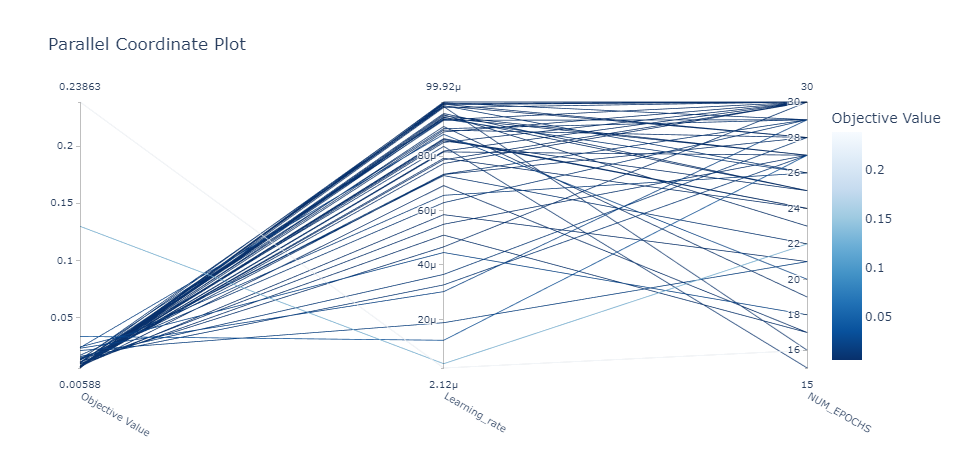 Parallel Coordinate Plot
0.23863
99.92µ
30
30
Objective Value
0.2
0.15
0.1
0.05
0.00588
Objective Value
80µ
60µ
40µ
20µ
2.12µ
Learning_rate
28
26
24
22
20
18
16
15
NUM_EPOCHS
0.2
0.15
0.1
0.05